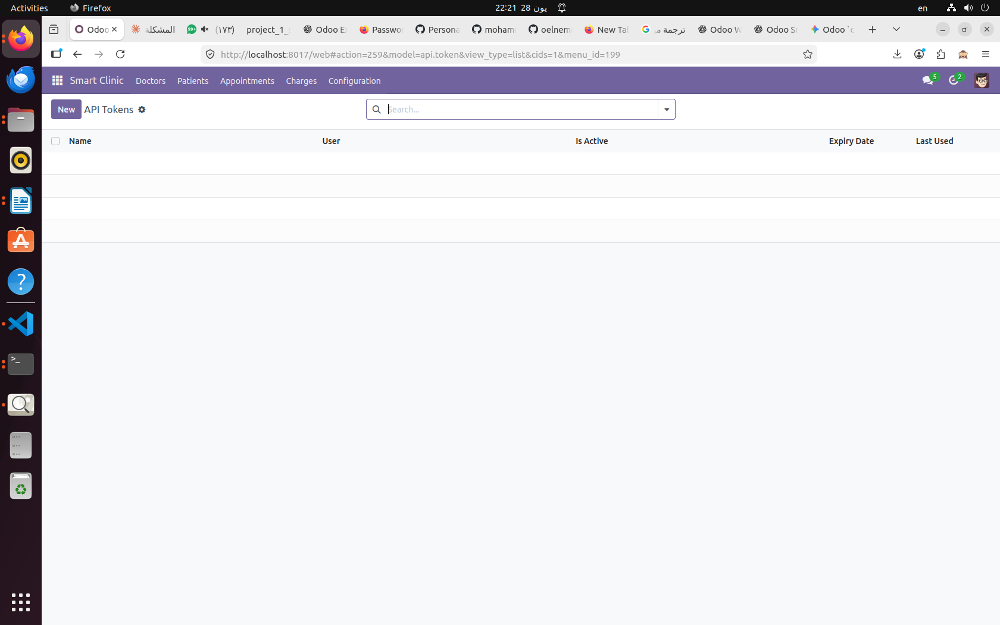 Activities Firefox 22:21 28 يون en
Odoo المشكلة 99+ (١٧٣) project_1_ Odoo E Passwo Persona moham oelnem New Ta ترجمة Odoo W Odoo S Odoo `c
http://localhost:8017/web#action=259&model=api.token&view_type=list&cids=1&menu_id=199
Smart Clinic Doctors Patients Appointments Charges Configuration 5 2
New API Tokens Search...
Name User Is Active Expiry Date Last Used